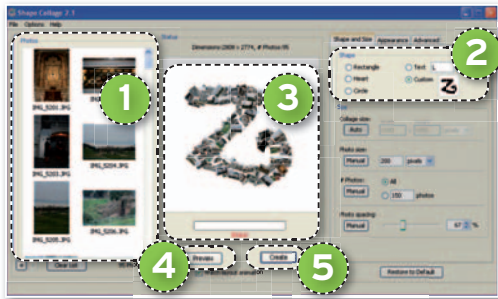 Shape Collage 2.1
File Options Help
Photos
IMG_5201.JPG
IMG_5203.JPG
IMG_5204.JPG
IMG_5205.JPG
IMG_5206.JPG
1
Status
Dimensions (2808 x 2774, # Photos 95
3
Preview
4
Create
5
Clear List
animation
Shape and Size Appearance Advanced
2
Shape
Rectangle
Text
Heart
Custom
Circle
Size
Collage size:
Auto
Photo size:
Manual 200 pixels
# Photos:
All
Manual 150 photos
Photo spacing:
Manual 67 %
Restore to Default